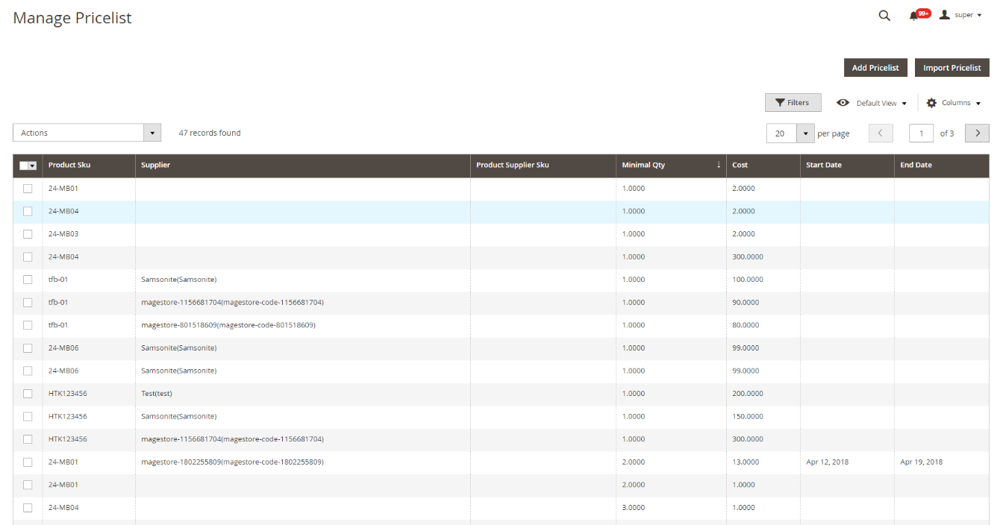 Manage Pricelist
99+ super
Add Pricelist Import Pricelist
Filters Default View Columns
Actions 47 records found 20 per page 1 of 3
Product Sku Supplier Product Supplier Sku Minimal Qty ↓ Cost Start Date End Date
24-MB01 1.0000 2.0000
24-MB04 1.0000 2.0000
24-MB03 1.0000 2.0000
24-MB04 1.0000 300.0000
tfb-01 Samsonite(Samsonite) 1.0000 100.0000
tfb-01 magestore-1156681704(magestore-code-1156681704) 1.0000 90.0000
tfb-01 magestore-801518609(magestore-code-801518609) 1.0000 80.0000
24-MB06 Samsonite(Samsonite) 1.0000 99.0000
24-MB06 Samsonite(Samsonite) 1.0000 99.0000
HTK123456 Test(test) 1.0000 200.0000
HTK123456 Samsonite(Samsonite) 1.0000 150.0000
HTK123456 magestore-1156681704(magestore-code-1156681704) 1.0000 300.0000
24-MB01 magestore-1802255809(magestore-code-1802255809) 2.0000 13.0000 Apr 12, 2018 Apr 19, 2018
24-MB01 2.0000 1.0000
24-MB04 3.0000 1.0000